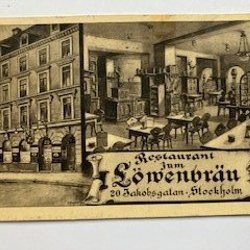 Restaurant
zum
Löwenbräu
20 Jakobsgatan · Stockholm